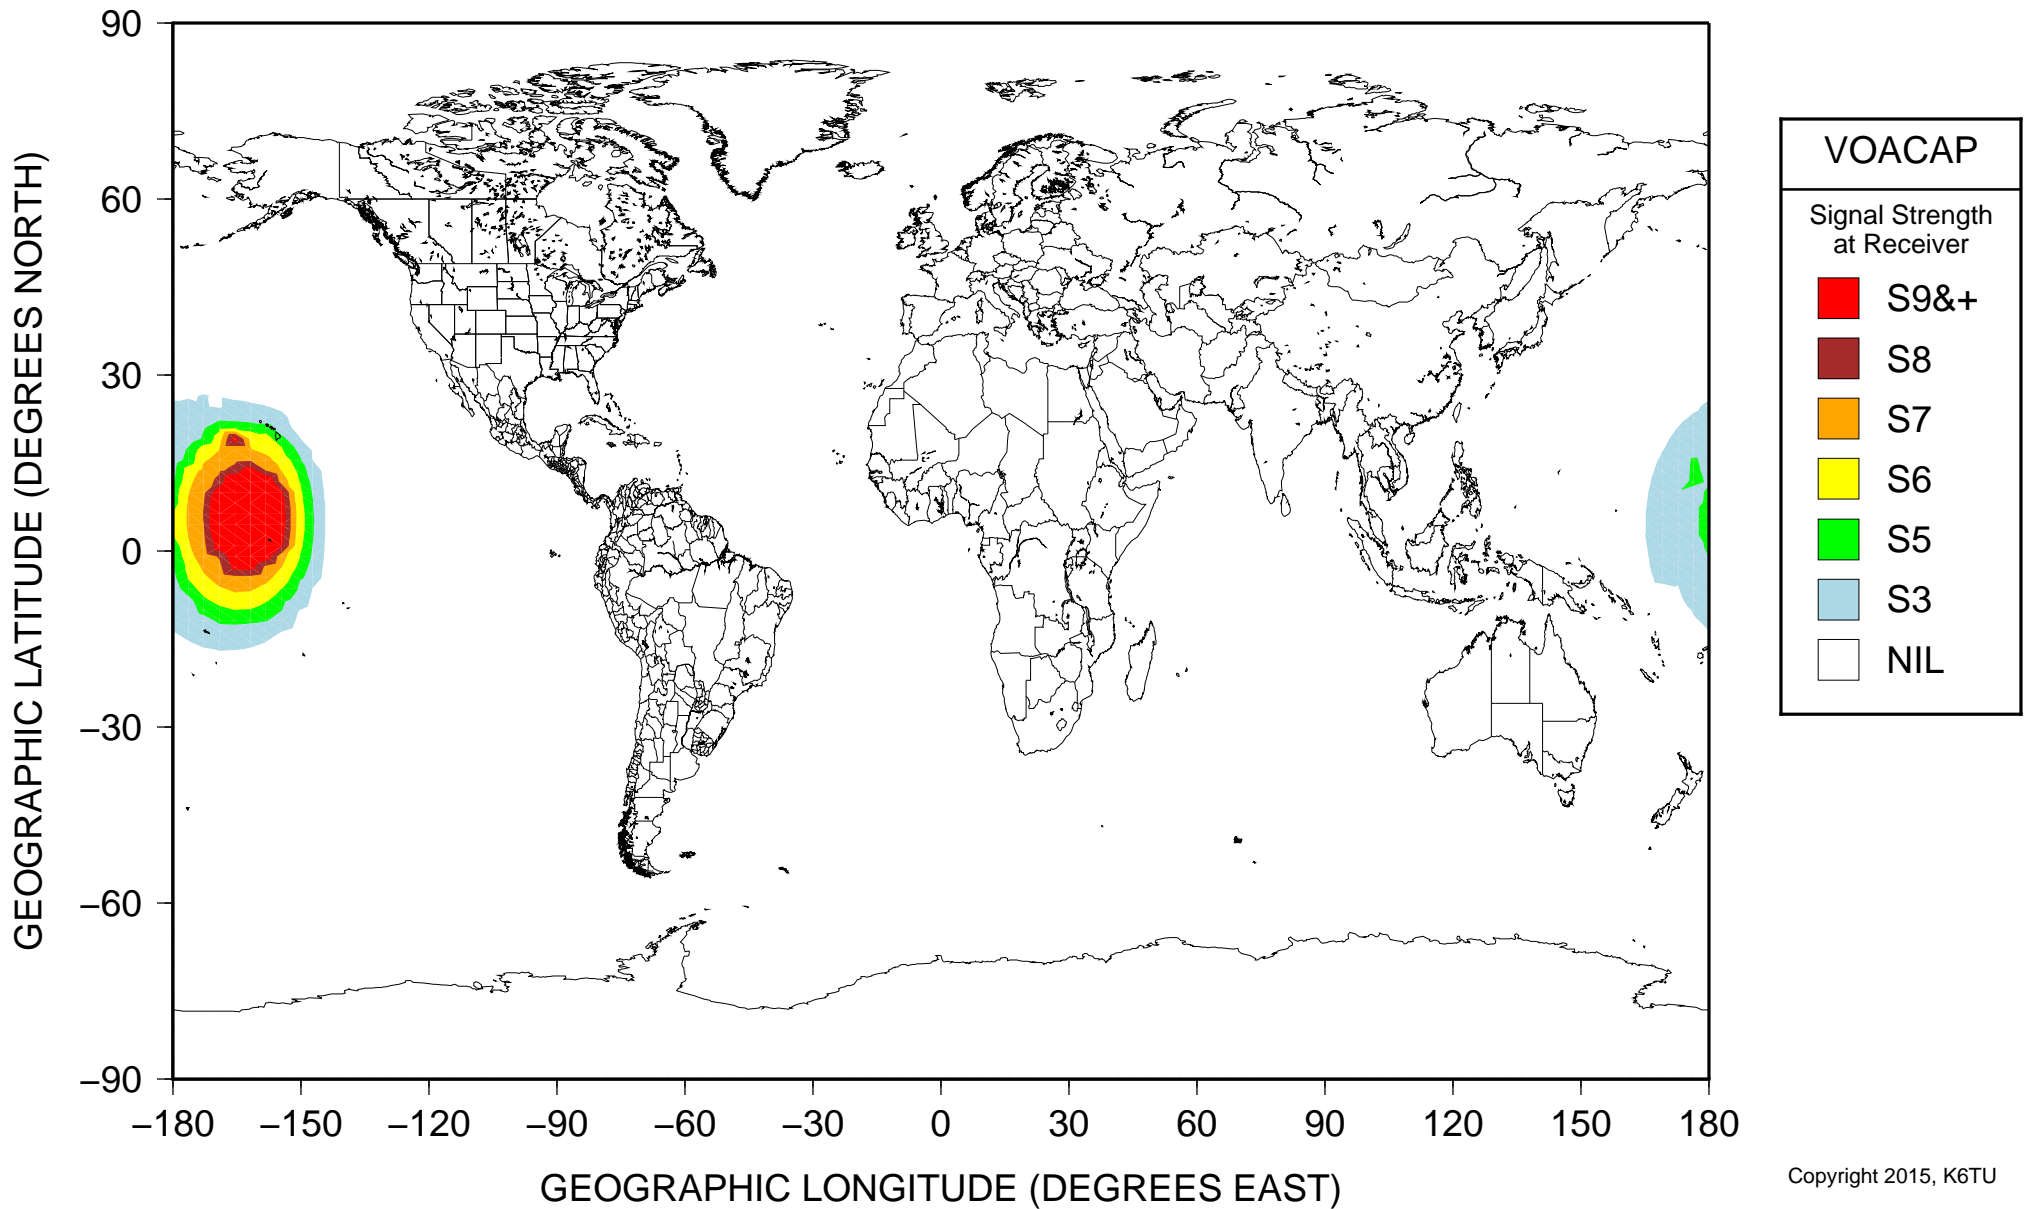 90
60
30
0
−30
−60
−90
GEOGRAPHIC LATITUDE (DEGREES NORTH)
−180 −150 −120 −90 −60 −30 0 30 60 90 120 150 180
GEOGRAPHIC LONGITUDE (DEGREES EAST)
VOACAP
Signal Strength
at Receiver
S9&+
S8
S7
S6
S5
S3
NIL
Copyright 2015, K6TU